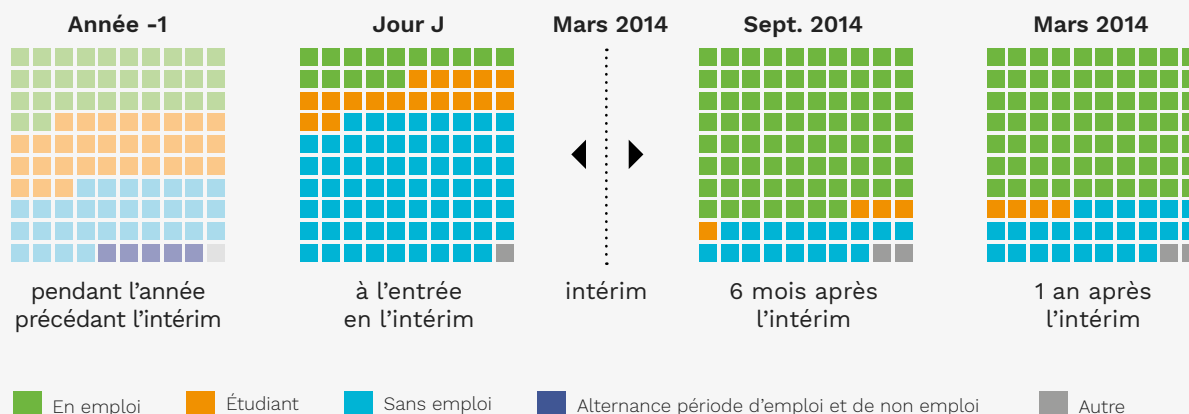 Année -1
Jour J
Mars 2014
Sept. 2014
Mars 2014
pendant l'année
précédant l'intérim
à l'entrée
en l'intérim
intérim
6 mois après
l'intérim
1 an après
l'intérim
En emploi
Étudiant
Sans emploi
Alternance période d'emploi et de non emploi
Autre